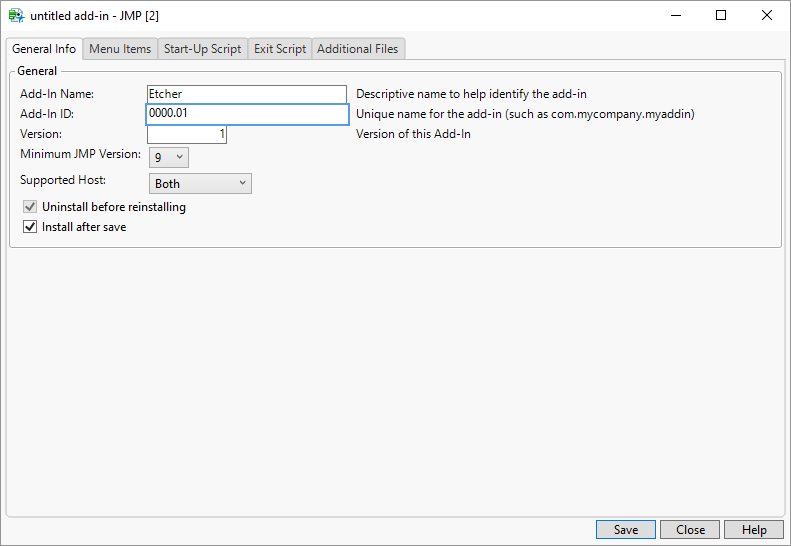 untitled add-in - JMP [2]
General Info Menu Items Start-Up Script Exit Script Additional Files
General
Add-In Name: Etcher Descriptive name to help identify the add-in
Add-In ID: 0000.01 Unique name for the add-in (such as com.mycompany.myaddin)
Version: 1 Version of this Add-In
Minimum JMP Version: 9
Supported Host: Both
Uninstall before reinstalling
Install after save
Save Close Help